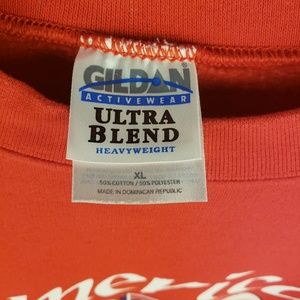 GILDAN
ACTIVEWEAR
ULTRA
BLEND
HEAVYWEIGHT
XL
50% COTTON / 50% POLYESTER
MADE IN DOMINICAN REPUBLIC